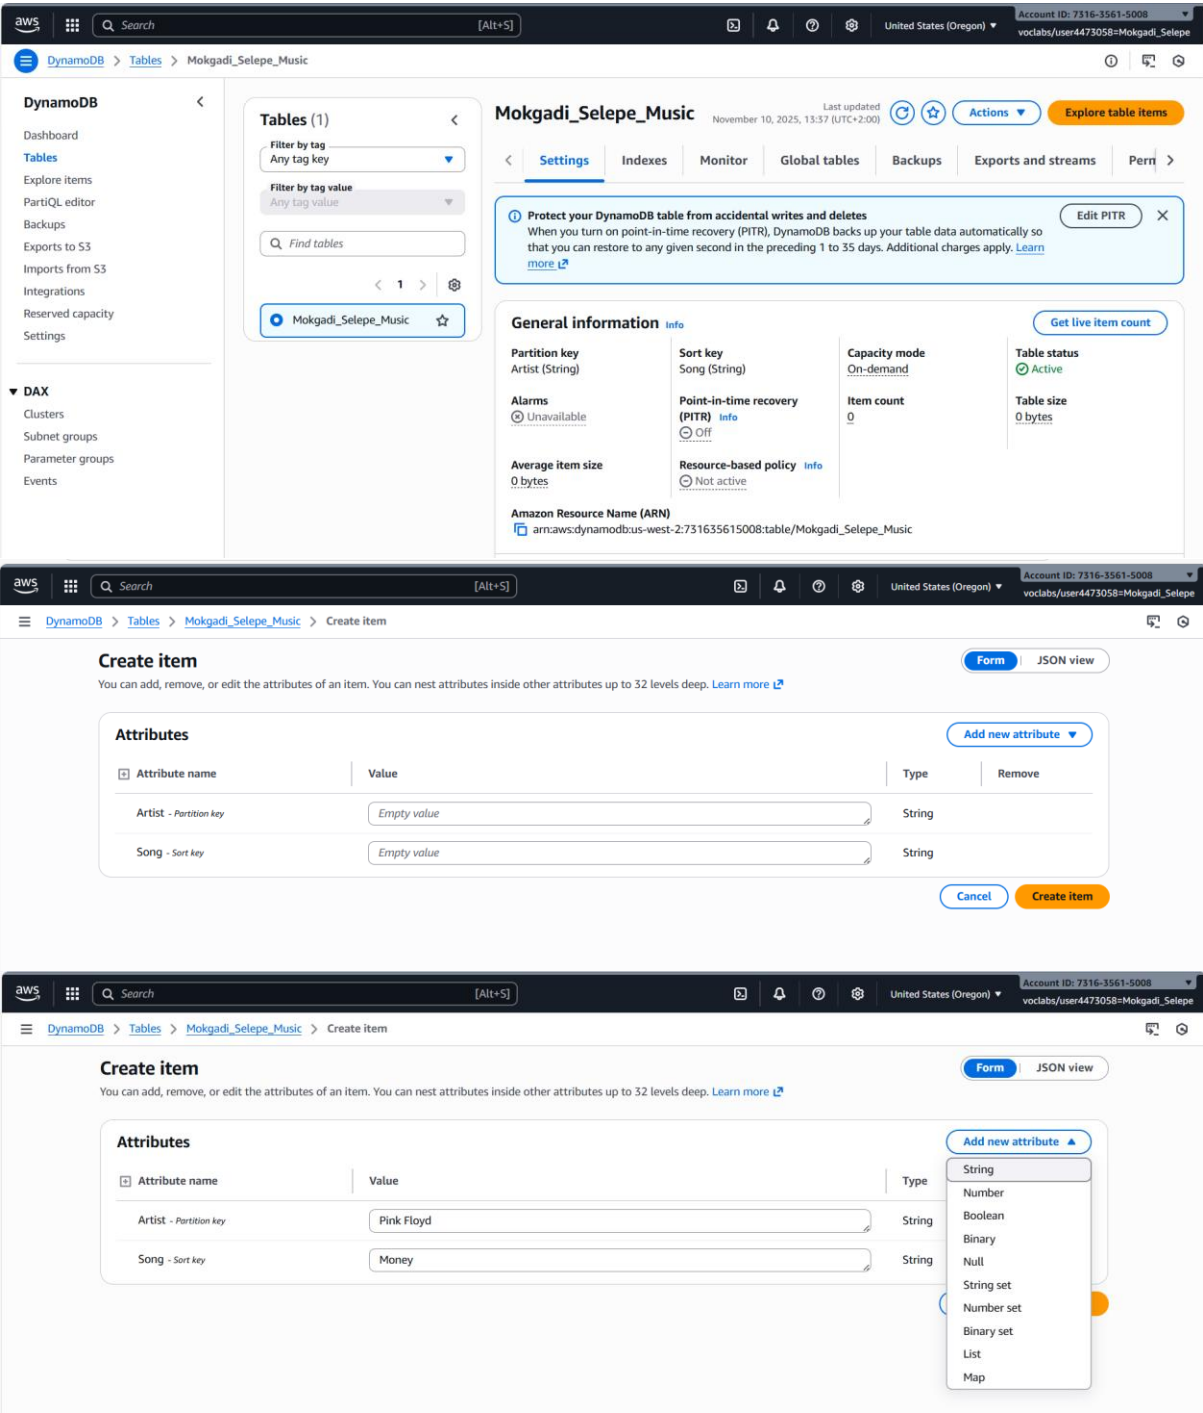 aws Search [Alt+S] United States (Oregon) Account ID: 7316-3561-5008
voclabs/user4473058=Mokgadi_Selepe
DynamoDB > Tables > Mokgadi_Selepe_Music
DynamoDB
Dashboard
Tables
Explore items
PartiQL editor
Backups
Exports to S3
Imports from S3
Integrations
Reserved capacity
Settings
DAX
Clusters
Subnet groups
Parameter groups
Events
Tables (1)
Filter by tag
Any tag key
Filter by tag value
Any tag value
Find tables
1
Mokgadi_Selepe_Music
Mokgadi_Selepe_Music
Last updated
November 10, 2025, 13:37 (UTC+2:00)
Actions
Explore table items
Settings Indexes Monitor Global tables Backups Exports and streams Perm
Protect your DynamoDB table from accidental writes and deletes
When you turn on point-in-time recovery (PITR), DynamoDB backs up your table data automatically so
that you can restore to any given second in the preceding 1 to 35 days. Additional charges apply. Learn
more
Edit PITR
General information Info
Get live item count
Partition key Sort key Capacity mode Table status
Artist (String) Song (String) On-demand Active
Alarms Point-in-time recovery Item count Table size
Unavailable (PITR) Info 0 0 bytes
Off
Average item size Resource-based policy Info
0 bytes Not active
Amazon Resource Name (ARN)
arn:aws:dynamodb:us-west-2:731635615008:table/Mokgadi_Selepe_Music
aws Search [Alt+S] United States (Oregon) Account ID: 7316-3561-5008
voclabs/user4473058=Mokgadi_Selepe
DynamoDB > Tables > Mokgadi_Selepe_Music > Create item
Create item
Form JSON view
You can add, remove, or edit the attributes of an item. You can nest attributes inside other attributes up to 32 levels deep. Learn more
Attributes
Add new attribute
Attribute name Value Type Remove
Artist - Partition key Empty value String
Song - Sort key Empty value String
Cancel Create item
aws Search [Alt+S] United States (Oregon) Account ID: 7316-3561-5008
voclabs/user4473058=Mokgadi_Selepe
DynamoDB > Tables > Mokgadi_Selepe_Music > Create item
Create item
Form JSON view
You can add, remove, or edit the attributes of an item. You can nest attributes inside other attributes up to 32 levels deep. Learn more
Attributes
Add new attribute
Attribute name Value Type
Artist - Partition key Pink Floyd String
Song - Sort key Money String
String
Number
Boolean
Binary
Null
String set
Number set
Binary set
List
Map